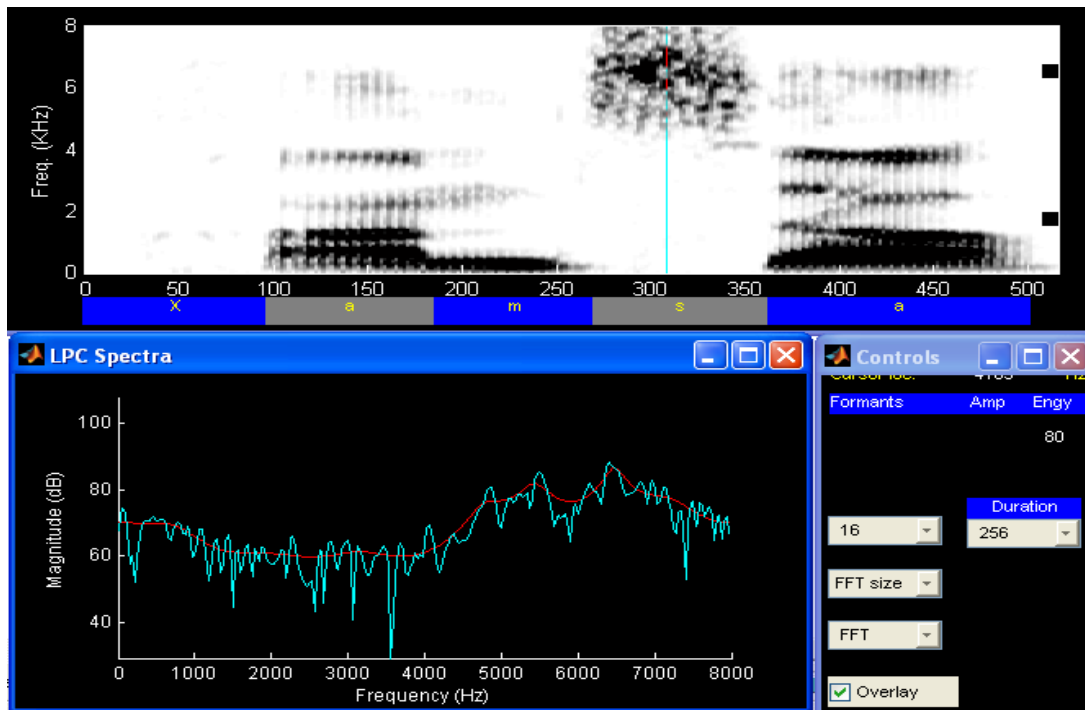 8
6
4
2
0
Freq. (KHz)
0 50 100 150 200 250 300 350 400 450 500
X a m s a
LPC Spectra
100
80
60
40
Magnitude (dB)
0 1000 2000 3000 4000 5000 6000 7000 8000
Frequency (Hz)
Controls
Formants Amp Engy
80
Duration
16 256
FFT size
FFT
Overlay